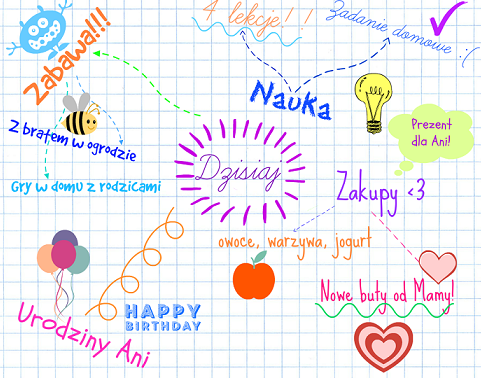 4 lekcje! !
Zadanie domowe :(
Zabawa!!!
Nauka
Prezent
dla Ani!
Z bratem w ogrodzie
Dzisiaj
Gry w domu z rodzicami
Zakupy <3
owoce, warzywa, jogurt
Nowe buty od Mamy!
HAPPY
BIRTHDAY
Urodziny Ani